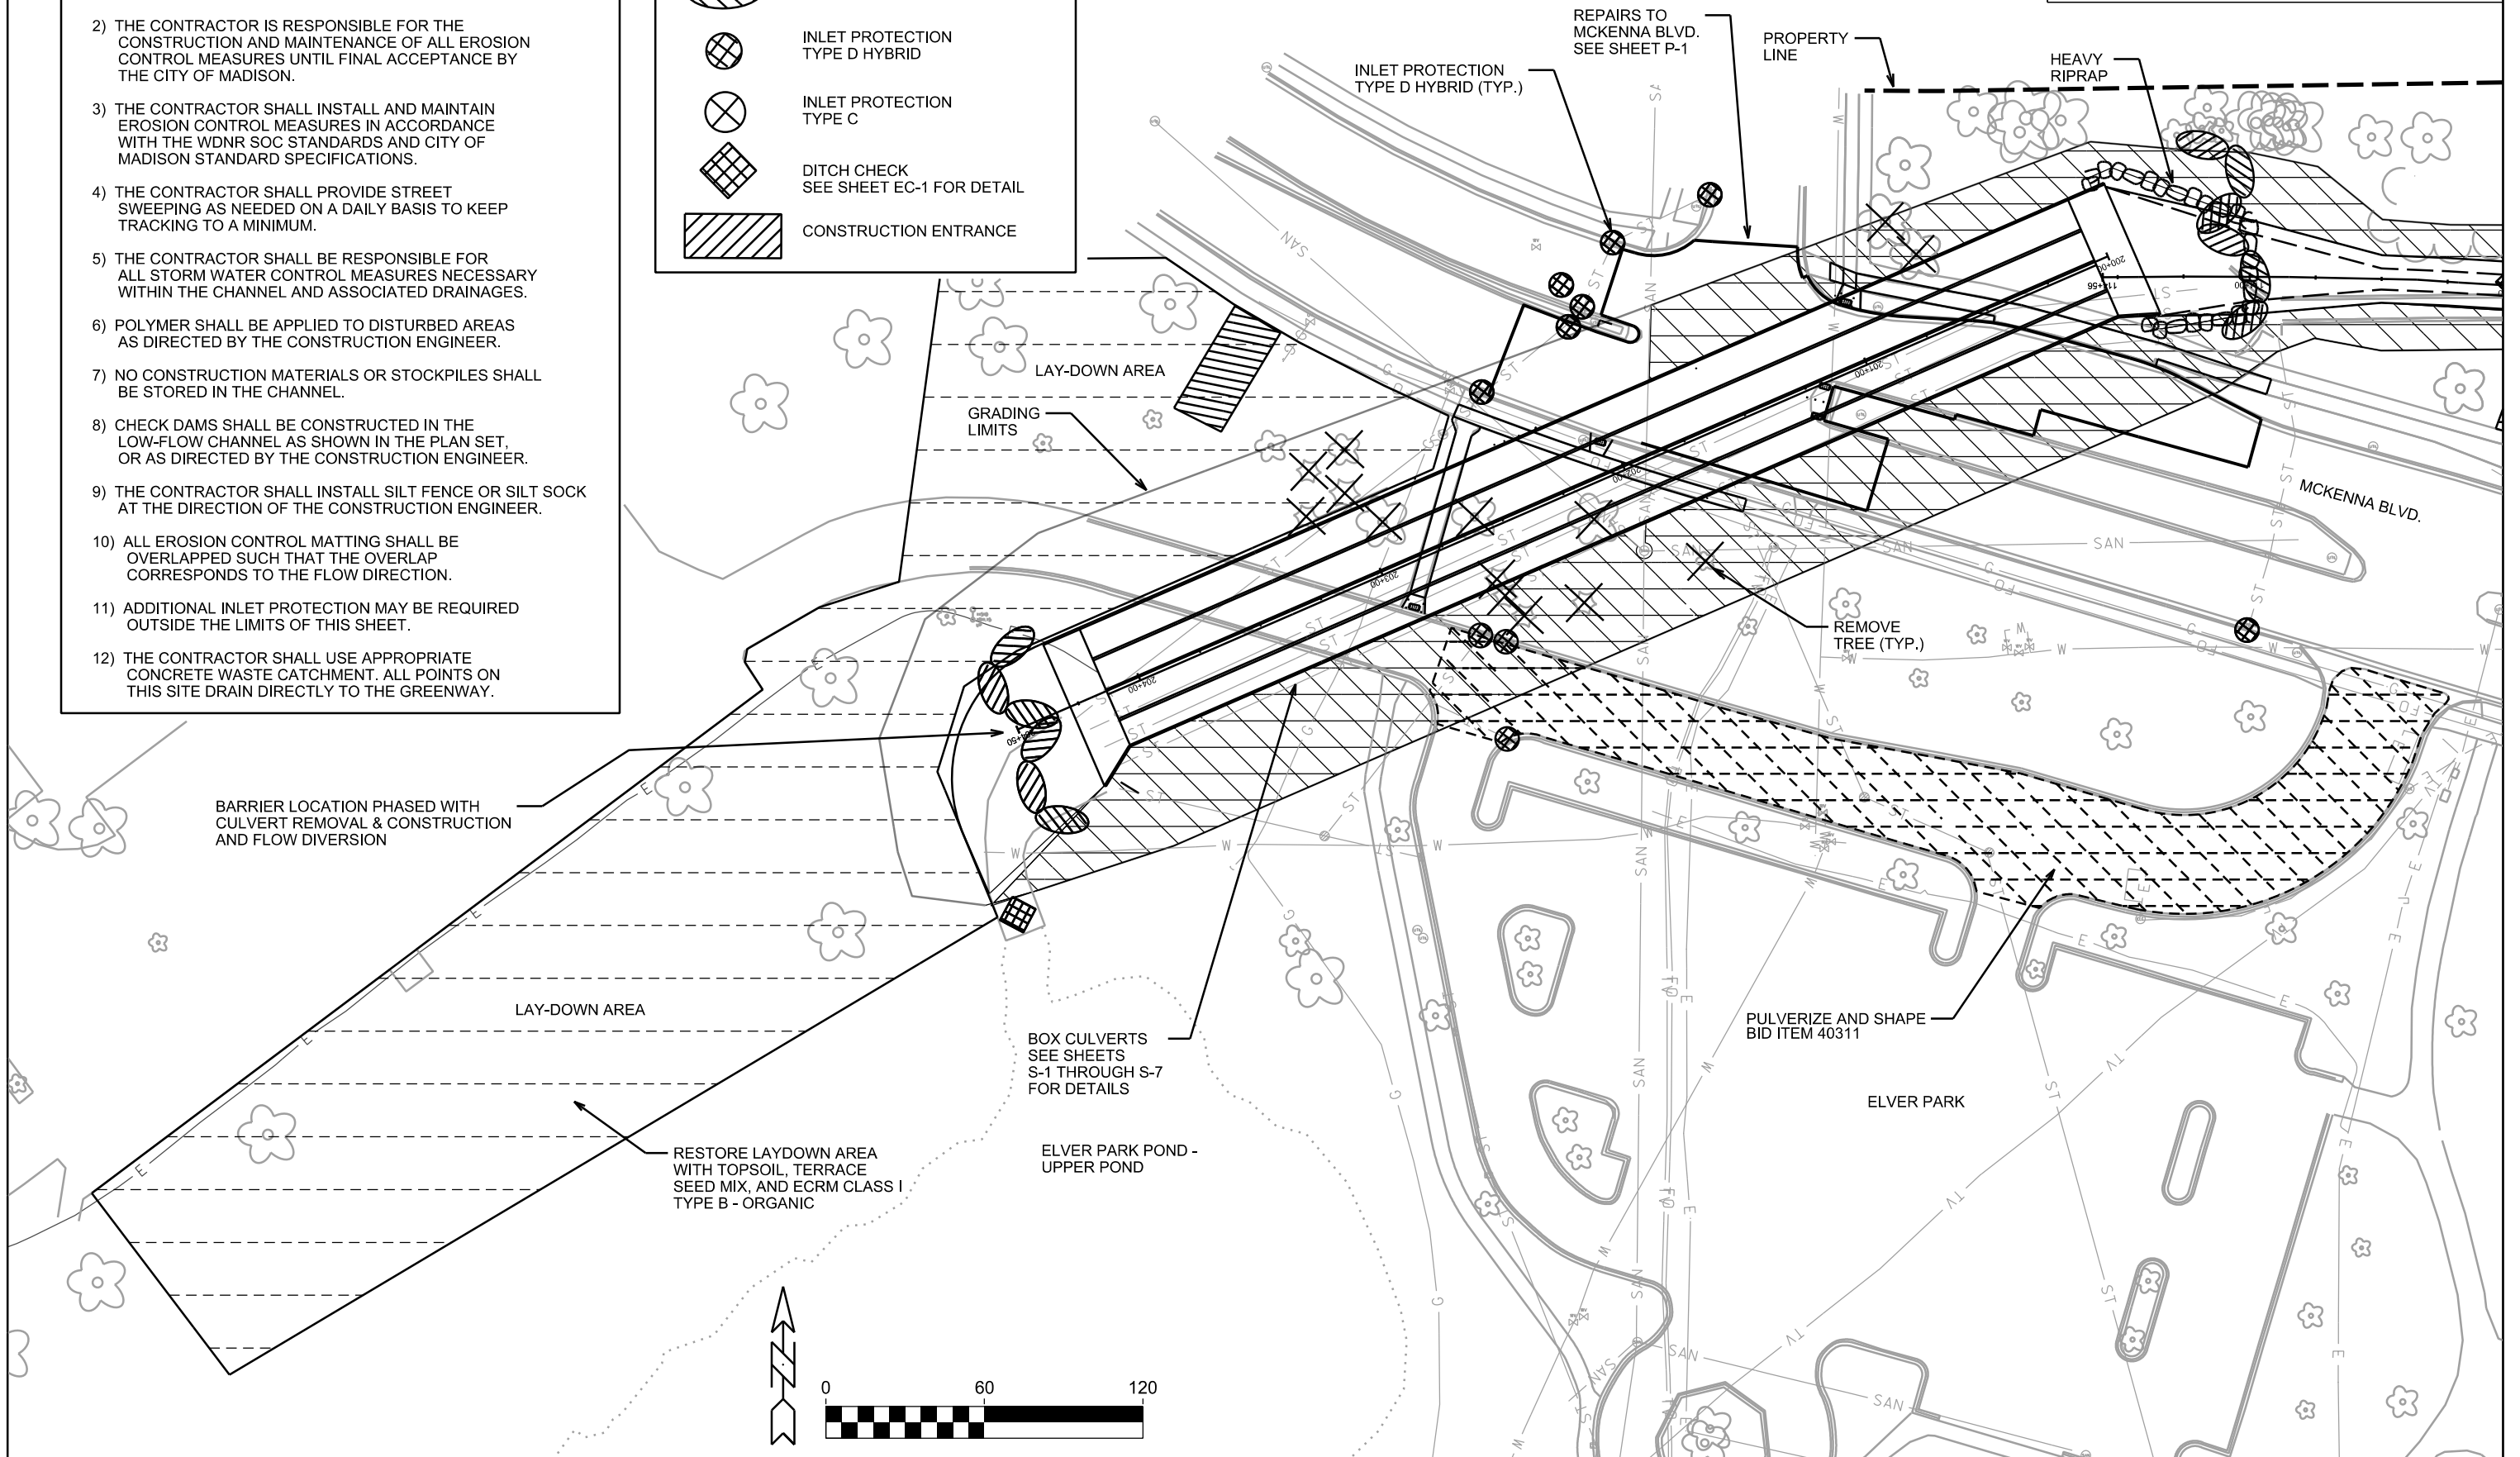 2) THE CONTRACTOR IS RESPONSIBLE FOR THE
CONSTRUCTION AND MAINTENANCE OF ALL EROSION
CONTROL MEASURES UNTIL FINAL ACCEPTANCE BY
THE CITY OF MADISON.
3) THE CONTRACTOR SHALL INSTALL AND MAINTAIN
EROSION CONTROL MEASURES IN ACCORDANCE
WITH THE WDNR SOC STANDARDS AND CITY OF
MADISON STANDARD SPECIFICATIONS.
4) THE CONTRACTOR SHALL PROVIDE STREET
SWEEPING AS NEEDED ON A DAILY BASIS TO KEEP
TRACKING TO A MINIMUM.
5) THE CONTRACTOR SHALL BE RESPONSIBLE FOR
ALL STORM WATER CONTROL MEASURES NECESSARY
WITHIN THE CHANNEL AND ASSOCIATED DRAINAGES.
6) POLYMER SHALL BE APPLIED TO DISTURBED AREAS
AS DIRECTED BY THE CONSTRUCTION ENGINEER.
7) NO CONSTRUCTION MATERIALS OR STOCKPILES SHALL
BE STORED IN THE CHANNEL.
8) CHECK DAMS SHALL BE CONSTRUCTED IN THE
LOW-FLOW CHANNEL AS SHOWN IN THE PLAN SET,
OR AS DIRECTED BY THE CONSTRUCTION ENGINEER.
9) THE CONTRACTOR SHALL INSTALL SILT FENCE OR SILT SOCK
AT THE DIRECTION OF THE CONSTRUCTION ENGINEER.
10) ALL EROSION CONTROL MATTING SHALL BE
OVERLAPPED SUCH THAT THE OVERLAP
CORRESPONDS TO THE FLOW DIRECTION.
11) ADDITIONAL INLET PROTECTION MAY BE REQUIRED
OUTSIDE THE LIMITS OF THIS SHEET.
12) THE CONTRACTOR SHALL USE APPROPRIATE
CONCRETE WASTE CATCHMENT. ALL POINTS ON
THIS SITE DRAIN DIRECTLY TO THE GREENWAY.
INLET PROTECTION
TYPE D HYBRID
INLET PROTECTION
TYPE C
DITCH CHECK
SEE SHEET EC-1 FOR DETAIL
CONSTRUCTION ENTRANCE
REPAIRS TO
MCKENNA BLVD.
SEE SHEET P-1
PROPERTY
LINE
HEAVY
RIPRAP
INLET PROTECTION
TYPE D HYBRID (TYP.)
LAY-DOWN AREA
GRADING
LIMITS
200+00
114+56
201+00
202+00
203+00
204+00
MCKENNA BLVD.
REMOVE
TREE (TYP.)
BARRIER LOCATION PHASED WITH
CULVERT REMOVAL & CONSTRUCTION
AND FLOW DIVERSION
LAY-DOWN AREA
BOX CULVERTS
SEE SHEETS
S-1 THROUGH S-7
FOR DETAILS
PULVERIZE AND SHAPE
BID ITEM 40311
ELVER PARK
RESTORE LAYDOWN AREA
WITH TOPSOIL, TERRACE
SEED MIX, AND ECRM CLASS I
TYPE B - ORGANIC
ELVER PARK POND -
UPPER POND
N
0 60 120